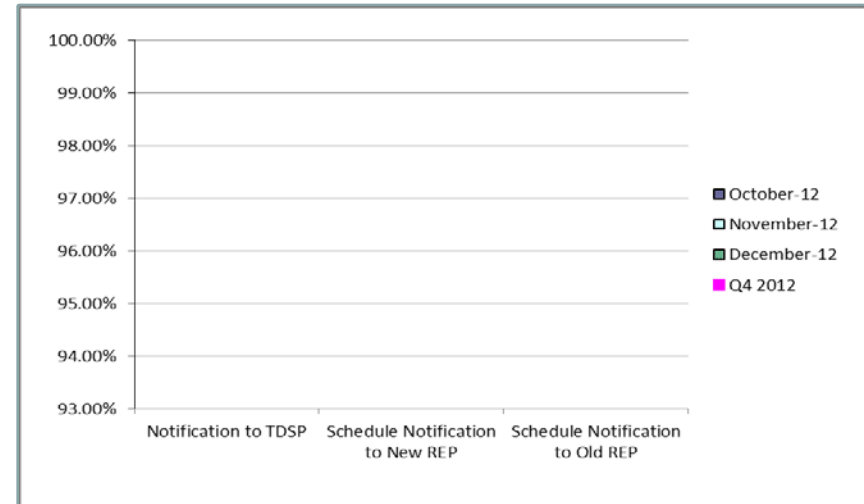 100.00%
99.00%
98.00%
97.00%
96.00%
95.00%
94.00%
93.00%
Notification to TDSP
Schedule Notification
to New REP
Schedule Notification
to Old REP
October-12
November-12
December-12
Q4 2012